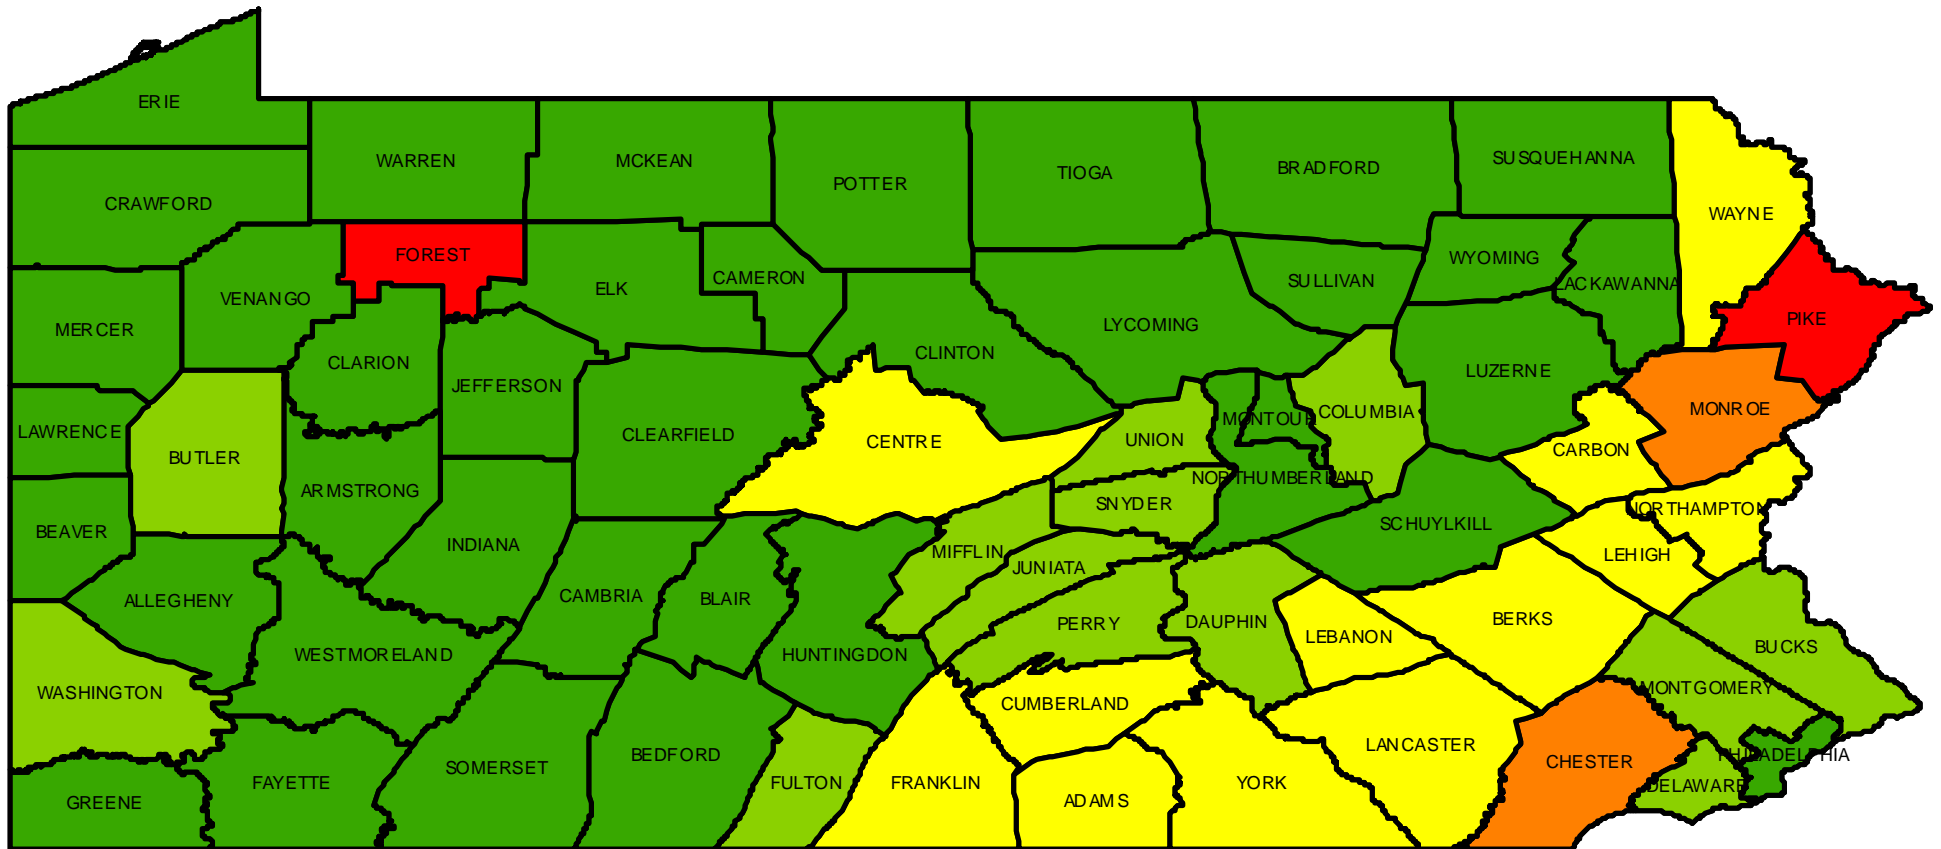 ERIE
WARREN
MCKEAN
POTTER
TIOGA
BRADFORD
SUSQUEHANNA
WAYNE
CRAWFORD
FOREST
VENANGO
ELK
CAMERON
SULLIVAN
WYOMING
LACKAWANNA
PIKE
MERCER
CLARION
JEFFERSON
CLINTON
LYCOMING
LUZERNE
MONROE
LAWRENCE
BUTLER
CLEARFIELD
CENTRE
UNION
MONTOUR
COLUMBIA
CARBON
ARMSTRONG
SNYDER
NORTHUMBERLAND
SCHUYLKILL
NORTHAMPTON
BEAVER
INDIANA
MIFFLIN
JUNIATA
LEHIGH
ALLEGHENY
CAMBRIA
BLAIR
PERRY
DAUPHIN
LEBANON
BERKS
WESTMORELAND
HUNTINGDON
BUCKS
WASHINGTON
CUMBERLAND
MONTGOMERY
GREENE
FAYETTE
SOMERSET
BEDFORD
FULTON
FRANKLIN
ADAMS
YORK
LANCASTER
CHESTER
DELAWARE
PHILADELPHIA